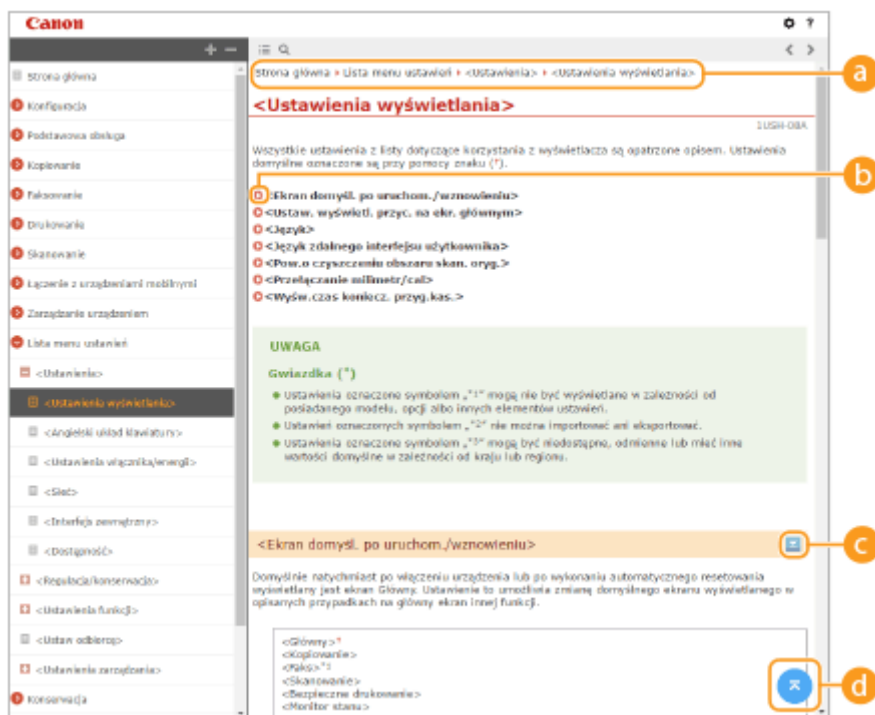 Canon
?
+ −
< >
Strona główna
Konfiguracja
Podstawowa obsługa
Kopiowanie
Faksowanie
Drukowanie
Skanowanie
Łączenie z urządzeniami mobilnymi
Zarządzanie urządzeniem
Lista menu ustawień
<Ustawienia>
<Ustawienia wyświetlania>
<Angielski układ klawiatury>
<Ustawienia włącznika/energii>
<Sieć>
<Interfejs zewnętrzny>
<Dostępność>
<Regulacja/konserwacja>
<Ustawienia funkcji>
<Ustaw odbiorcę>
<Ustawienia zarządzania>
Konserwacja
Strona główna Lista menu ustawień <Ustawienia> <Ustawienia wyświetlania>
a
<Ustawienia wyświetlania>
1USH-08A
Wszystkie ustawienia z listy dotyczące korzystania z wyświetlacza są opatrzone opisem. Ustawienia
domyślne oznaczone są przy pomocy znaku (*).
b
<Ekran domyśl. po uruchom./wznowieniu>
<Ustaw. wyświetl. przyc. na ekr. głównym>
<Język>
<Język zdalnego interfejsu użytkownika>
<Pow.o czyszczeniu obszaru skan. oryg.>
<Przełączanie milimetr/cal>
<Wyśw.czas koniecz. przyg.kas.>
UWAGA
Gwiazdka (*)
Ustawienia oznaczone symbolem „*1” mogą nie być wyświetlane w zależności od
posiadanego modelu, opcji albo innych elementów ustawień.
Ustawień oznaczonych symbolem „*2” nie można importować ani eksportować.
Ustawienia oznaczone symbolem „*3” mogą być niedostępne, odmienne lub mieć inne
wartości domyślne w zależności od kraju lub regionu.
<Ekran domyśl. po uruchom./wznowieniu>
c
Domyślnie natychmiast po włączeniu urządzenia lub po wykonaniu automatycznego resetowania
wyświetlany jest ekran Główny. Ustawienie to umożliwia zmianę domyślnego ekranu wyświetlanego w
opisanych przypadkach na główny ekran innej funkcji.
<Główny>*
<Kopiowanie>
<Faks>*1
<Skanowanie>
<Bezpieczne drukowanie>
<Monitor stanu>
d